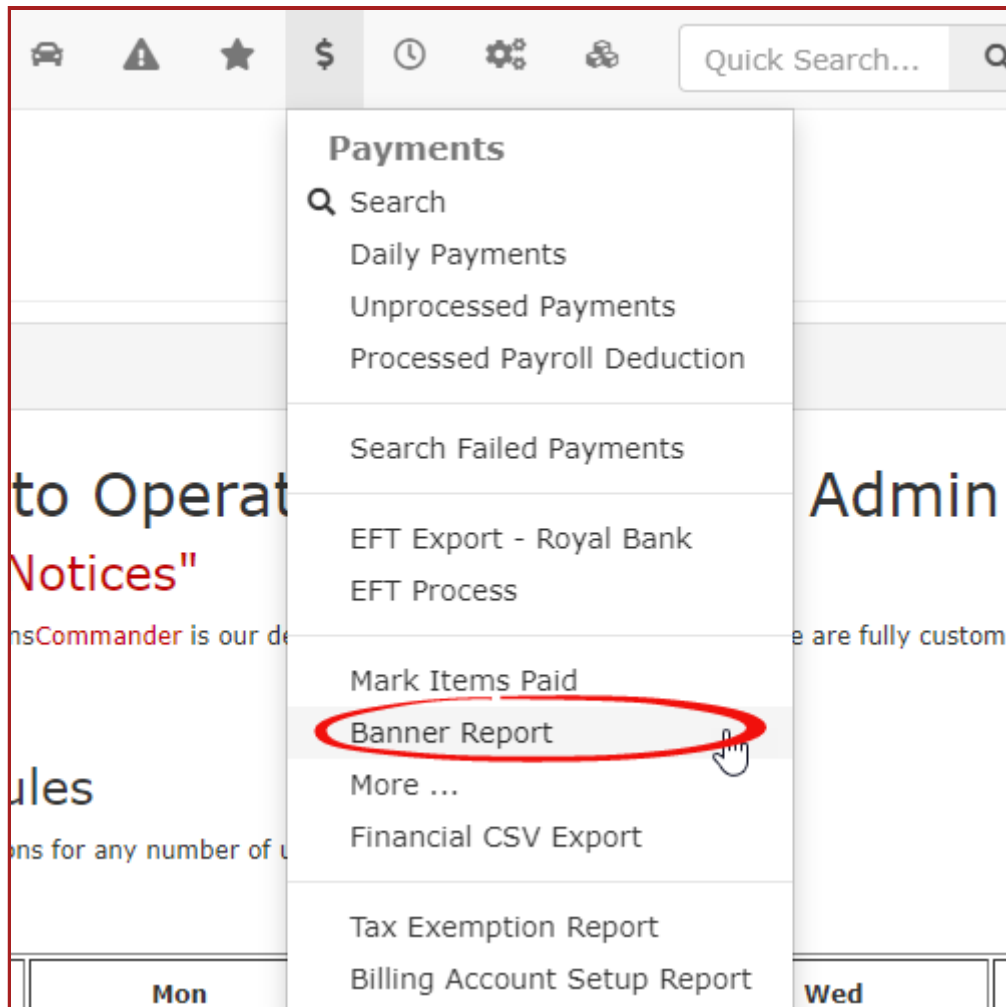 $
Quick Search...
Payments
Search
Daily Payments
Unprocessed Payments
Processed Payroll Deduction
Search Failed Payments
to Operat Admin
Notices"
EFT Export - Royal Bank
EFT Process
nsCommander is our de e are fully custom
Mark Items Paid
Banner Report
ules
More ...
Financial CSV Export
ons for any number of u
Tax Exemption Report
Billing Account Setup Report
Mon Wed